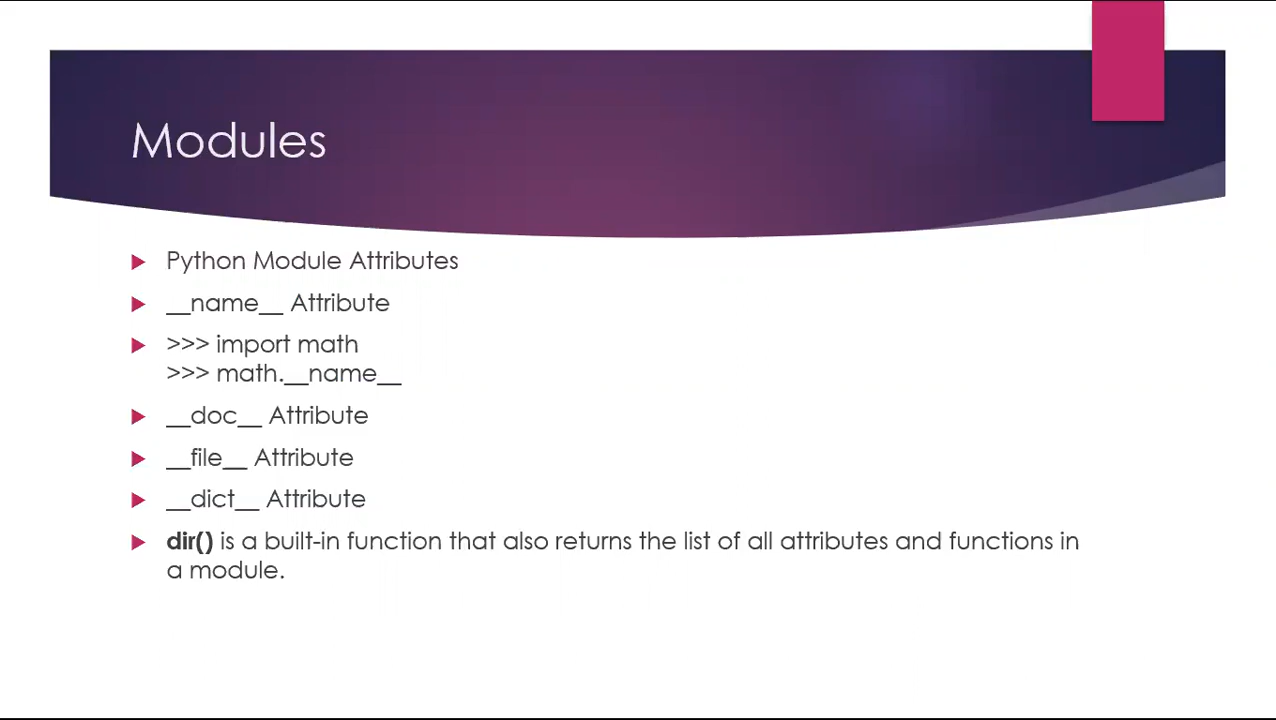 Modules
Python Module Attributes
__name__ Attribute
>>> import math
>>> math.__name__
__doc__ Attribute
__file__ Attribute
__dict__ Attribute
dir() is a built-in function that also returns the list of all attributes and functions in
a module.